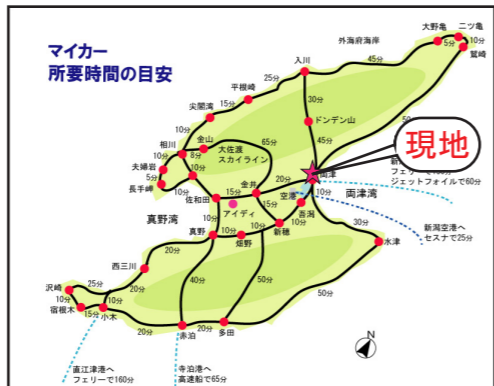 マイカー
所要時間の目安
大野亀
二ツ亀
5分
10分
鷲崎
外海府海岸
入川
45分
25分
平根崎
15分
30分
尖閣湾
ドンデン山
10分
金山
大佐渡
スカイライン
65分
45分
50
相川
8分
夫婦岩
5分
10分
長手岬
10分
現地
両津
新
フェリーで
ジェットフォイルで60分
20分
金井
空港
10分
両津湾
佐和田
15分
アイディ
15分
吾潟
真野湾
10分
新穂
10分
新潟空港へ
セスナで25分
30分
真野
10分
畑野
10分
水津
西三川
20分
20分
40分
50分
50分
沢崎
25分
10分
宿根木
15分
小木
10分
20分
赤泊
20分
多田
直江津港へ
フェリーで160分
寺泊港へ
高速船で65分
N